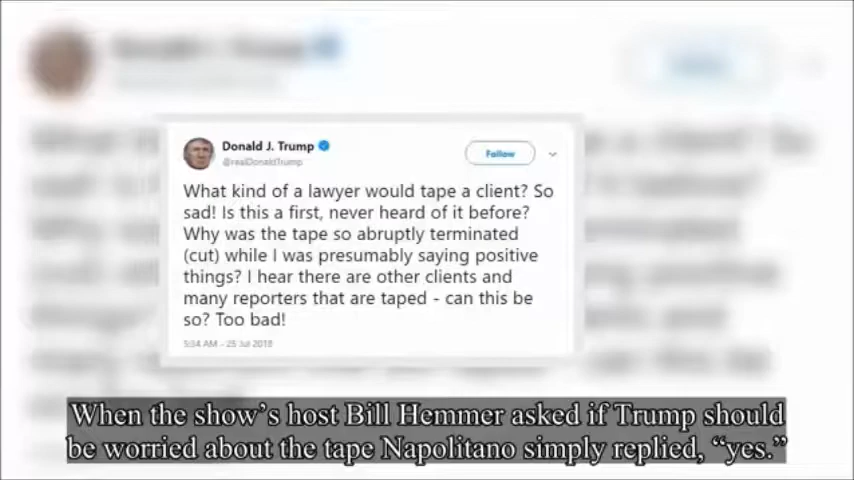 Donald J. Trump
@realDonaldTrump
Follow
What kind of a lawyer would tape a client? So
sad! Is this a first, never heard of it before?
Why was the tape so abruptly terminated
(cut) while I was presumably saying positive
things? I hear there are other clients and
many reporters that are taped - can this be
so? Too bad!
5:34 AM - 25 Jul 2018
When the show's host Bill Hemmer asked if Trump should
be worried about the tape Napolitano simply replied, “yes.”